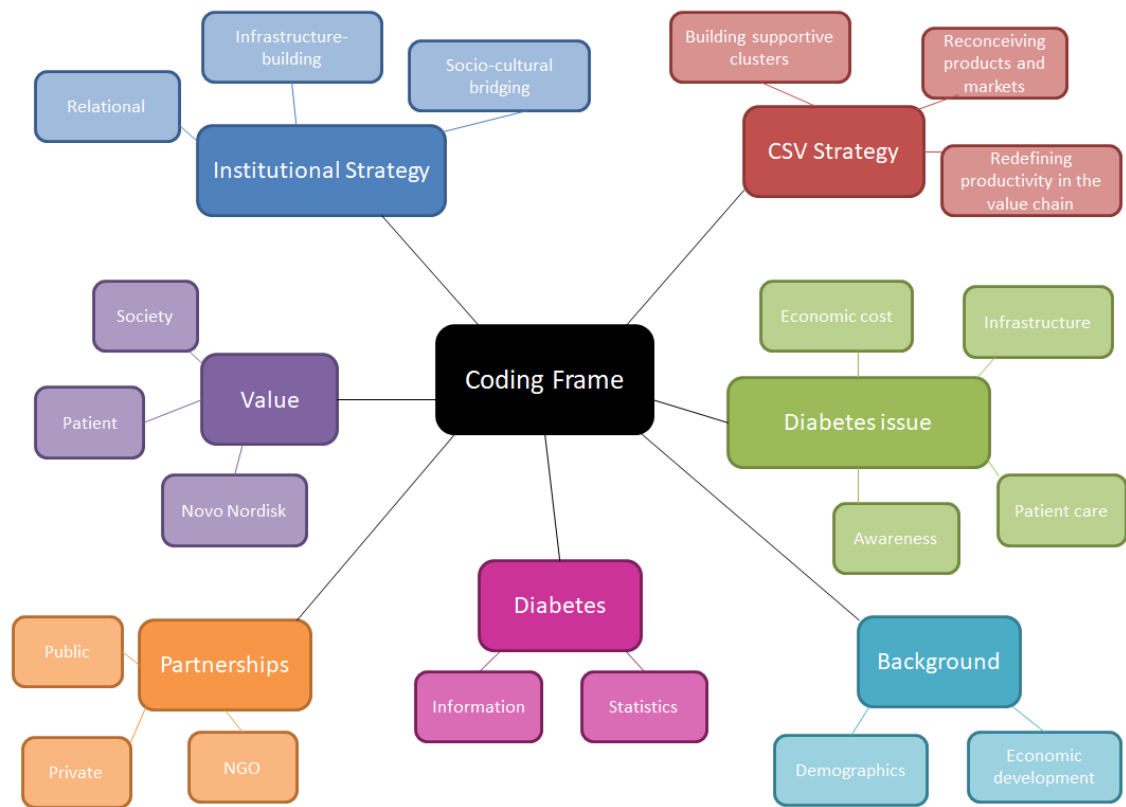 Infrastructure-
building
Socio-cultural
bridging
Relational
Institutional Strategy
Building supportive
clusters
Reconceiving
products and
markets
CSV Strategy
Redefining
productivity in the
value chain
Society
Value
Patient
Novo Nordisk
Coding Frame
Economic cost
Infrastructure
Diabetes issue
Awareness
Patient care
Public
Partnerships
Private
NGO
Diabetes
Information
Statistics
Background
Demographics
Economic
development